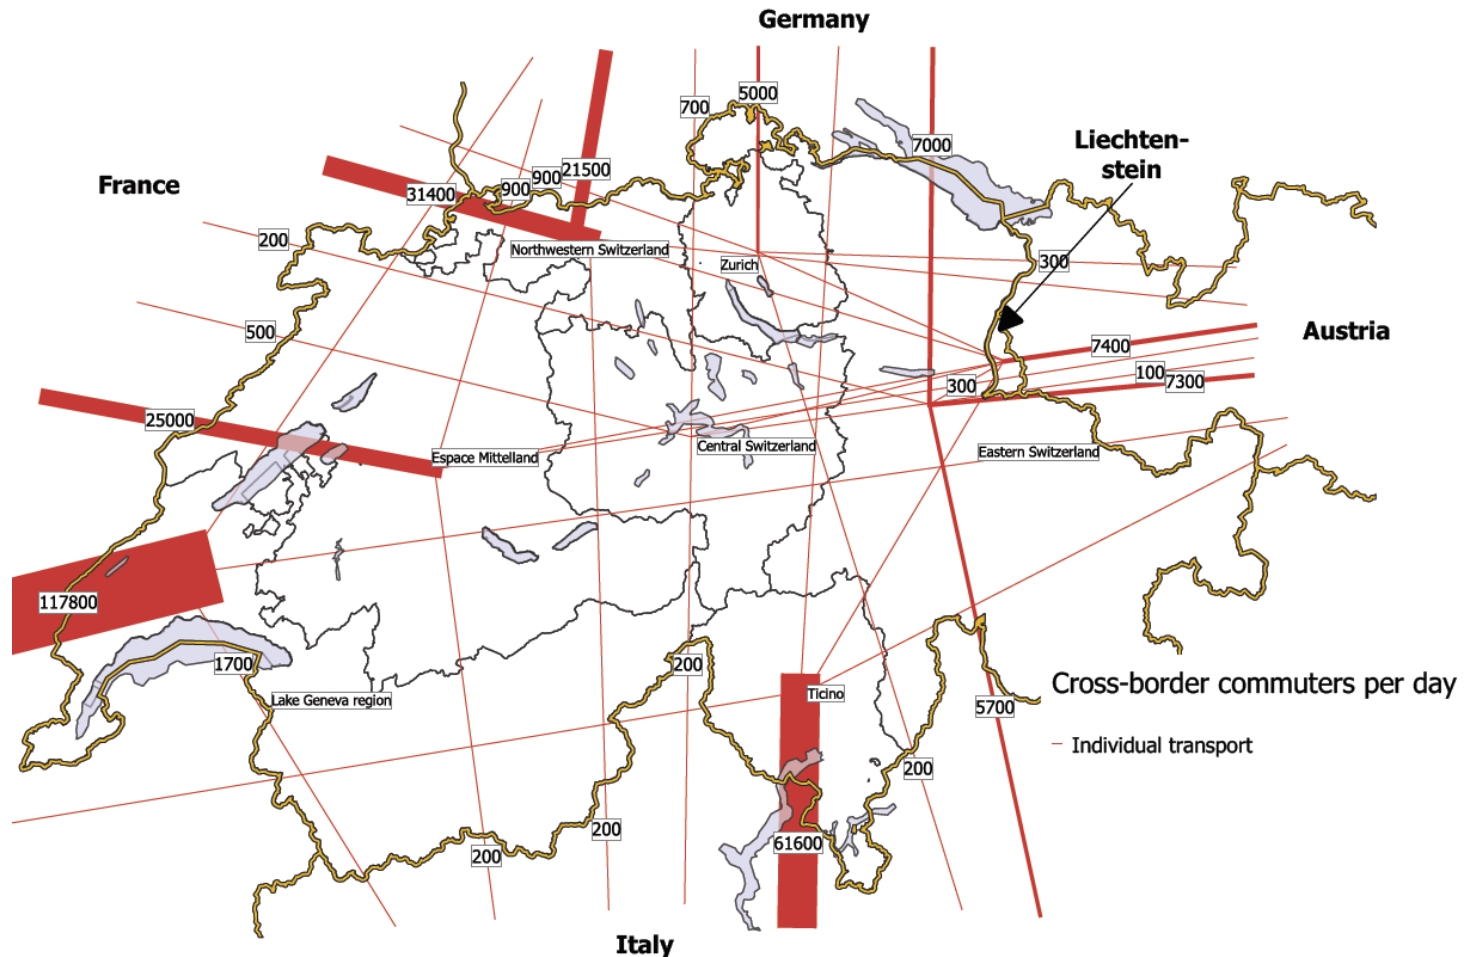 Germany
5000
700
7000
Liechten-
stein
21500
900
900
31400
France
200
Northwestern Switzerland
Zurich
300
500
Austria
7400
100
7300
300
25000
Espace Mittelland
Central Switzerland
Eastern Switzerland
117800
1700
200
Lake Geneva region
Ticino
Cross-border commuters per day
5700
Individual transport
200
200
61600
200
Italy